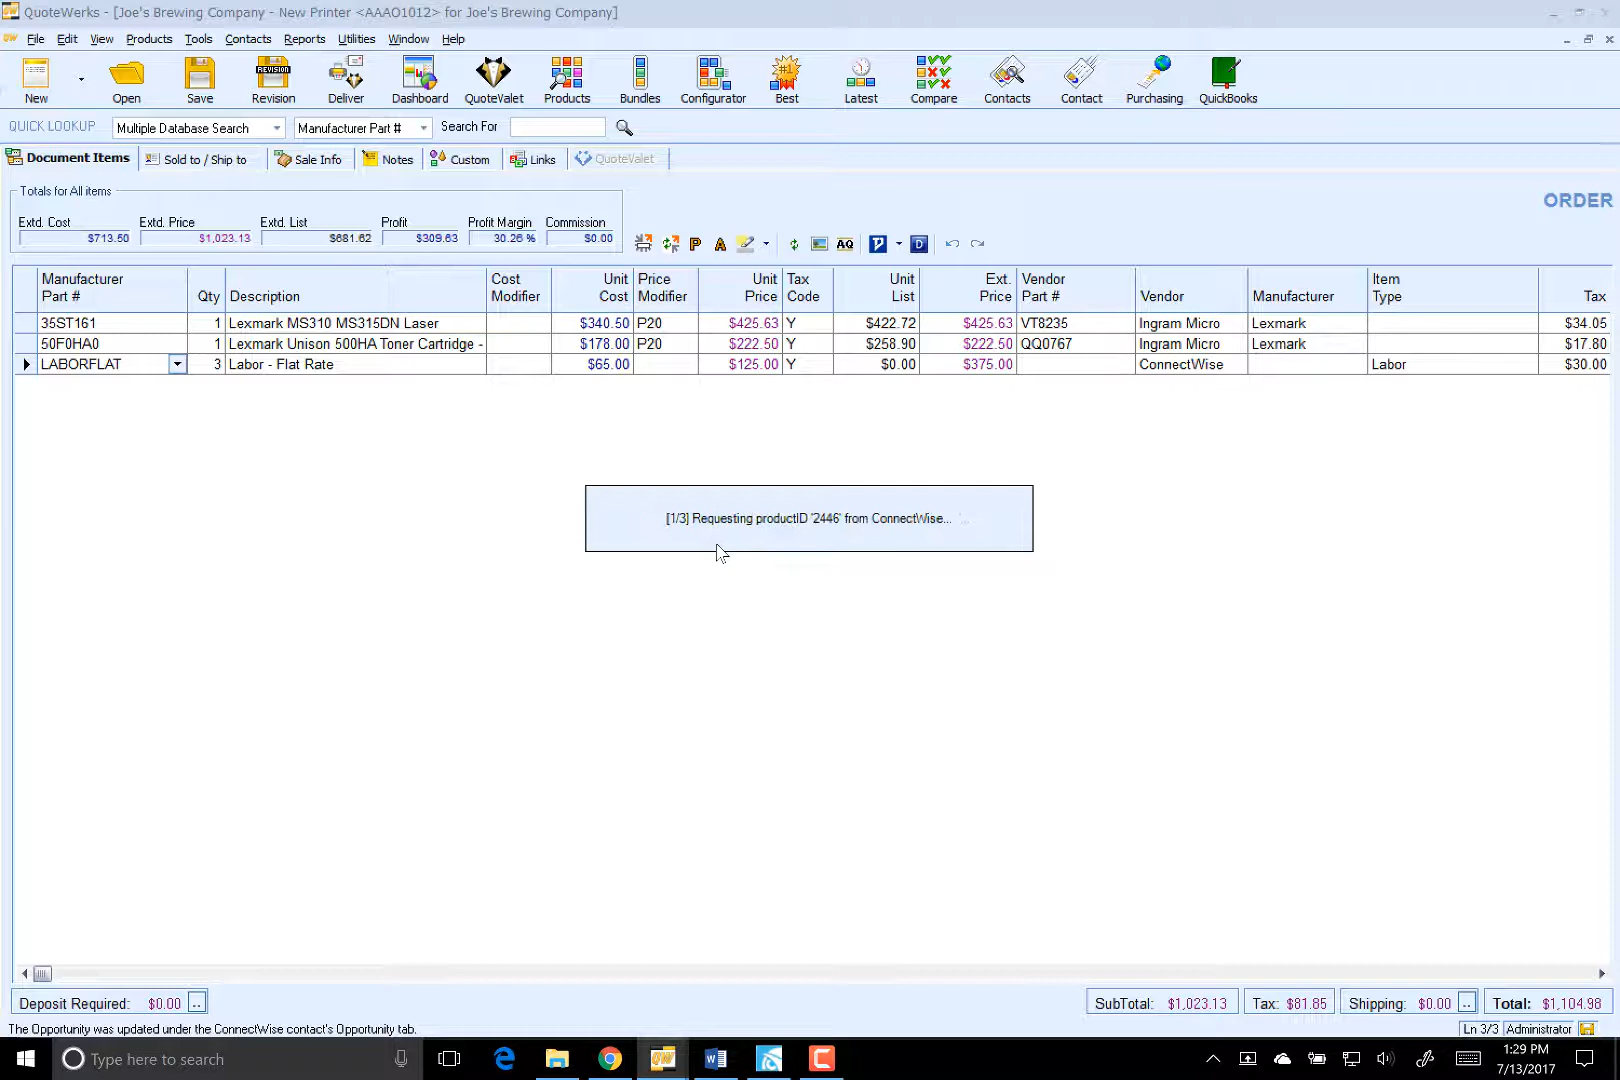 QuoteWerks - [Joe's Brewing Company - New Printer <AAAO1012> for Joe's Brewing Company]
File Edit View Products Tools Contacts Reports Utilities Window Help
REVISION #1
New Open Save Revision Deliver Dashboard QuoteValet Products Bundles Configurator Best Latest Compare Contacts Contact Purchasing QuickBooks
QUICK LOOKUP Multiple Database Search Manufacturer Part # Search For
Document Items Sold to / Ship to Sale Info Notes Custom Links QuoteValet
Totals for All items
ORDER
Extd. Cost Extd. Price Extd. List Profit Profit Margin Commission
$713.50 $1,023.13 $681.62 $309.63 30.26 % $0.00
P A AQ D
Manufacturer Cost Unit Price Unit Tax Unit Ext. Vendor Item
Part # Qty Description Modifier Cost Modifier Price Code List Price Part # Vendor Manufacturer Type Tax
35ST161 1 Lexmark MS310 MS315DN Laser $340.50 P20 $425.63 Y $422.72 $425.63 VT8235 Ingram Micro Lexmark $34.05
50F0HA0 1 Lexmark Unison 500HA Toner Cartridge - $178.00 P20 $222.50 Y $258.90 $222.50 QQ0767 Ingram Micro Lexmark $17.80
LABORFLAT 3 Labor - Flat Rate $65.00 $125.00 Y $0.00 $375.00 ConnectWise Labor $30.00
[1/3] Requesting productID '2446' from ConnectWise...
Deposit Required: $0.00 .. SubTotal: $1,023.13 Tax: $81.85 Shipping: $0.00 .. Total: $1,104.98
The Opportunity was updated under the ConnectWise contact's Opportunity tab. Ln 3/3 Administrator
Type here to search
1:29 PM
7/13/2017